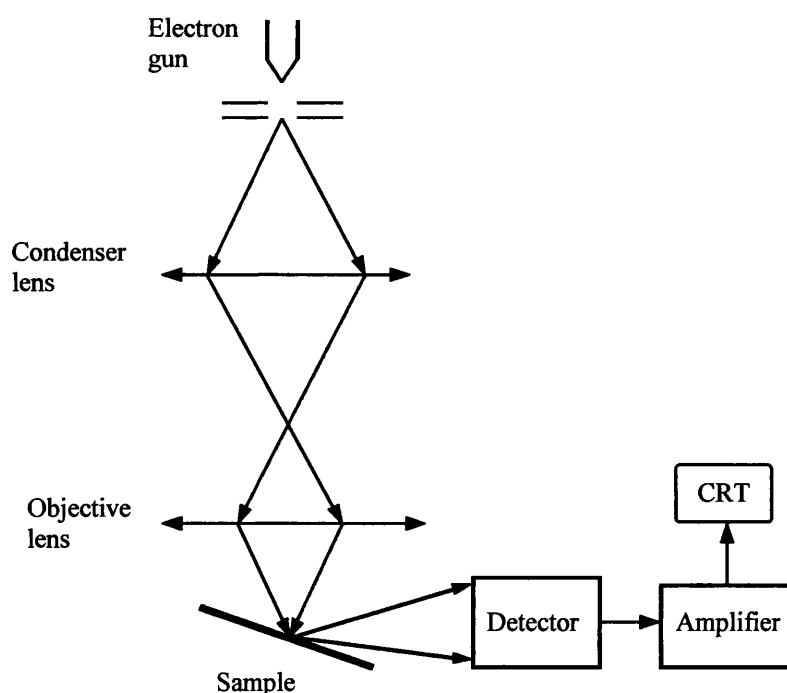 Electron
gun
Condenser
lens
Objective
lens
CRT
Detector
Amplifier
Sample